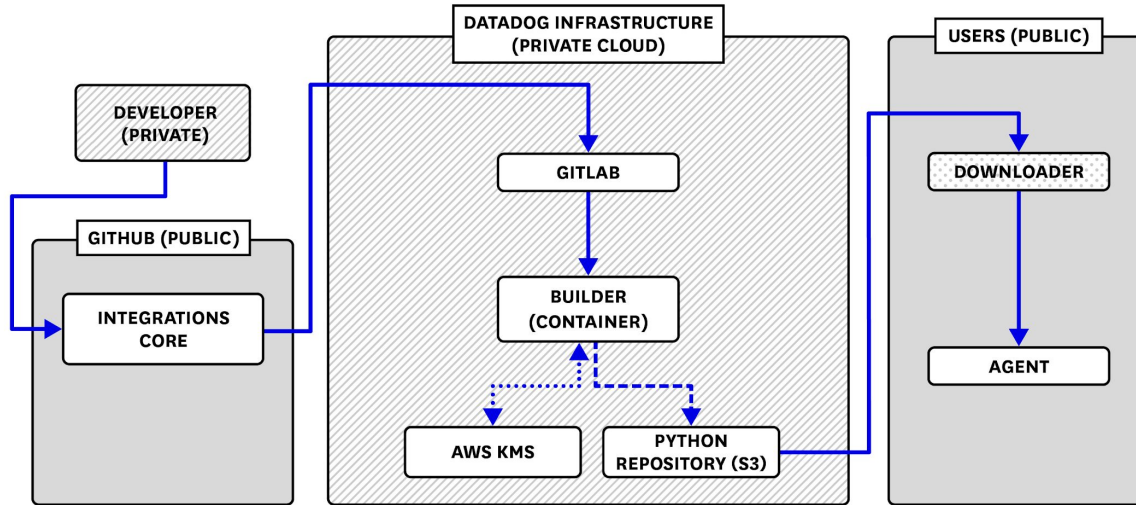 DATADOG INFRASTRUCTURE
(PRIVATE CLOUD)
USERS (PUBLIC)
DEVELOPER
(PRIVATE)
GITLAB
DOWNLOADER
GITHUB (PUBLIC)
INTEGRATIONS
CORE
BUILDER
(CONTAINER)
AGENT
AWS KMS
PYTHON
REPOSITORY (S3)